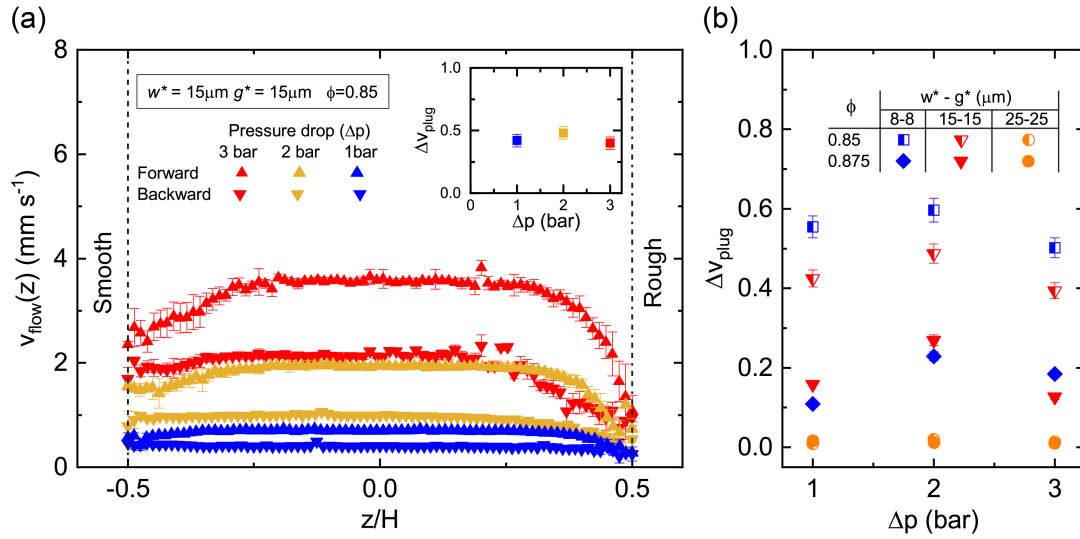 (a)
8
6
4
2
0
v_flow(z) (mm s⁻¹)
Smooth
Rough
w* = 15μm g* = 15μm ϕ=0.85
Pressure drop (Δp)
3 bar 2 bar 1bar
Forward
Backward
1.0
0.5
0.0
Δv_plug
0 1 2 3
Δp (bar)
-0.5 0.0 0.5
z/H
(b)
1.0
0.8
0.6
0.4
0.2
0.0
Δv_plug
ϕ w* - g* (μm)
8-8 15-15 25-25
0.85
0.875
1 2 3
Δp (bar)